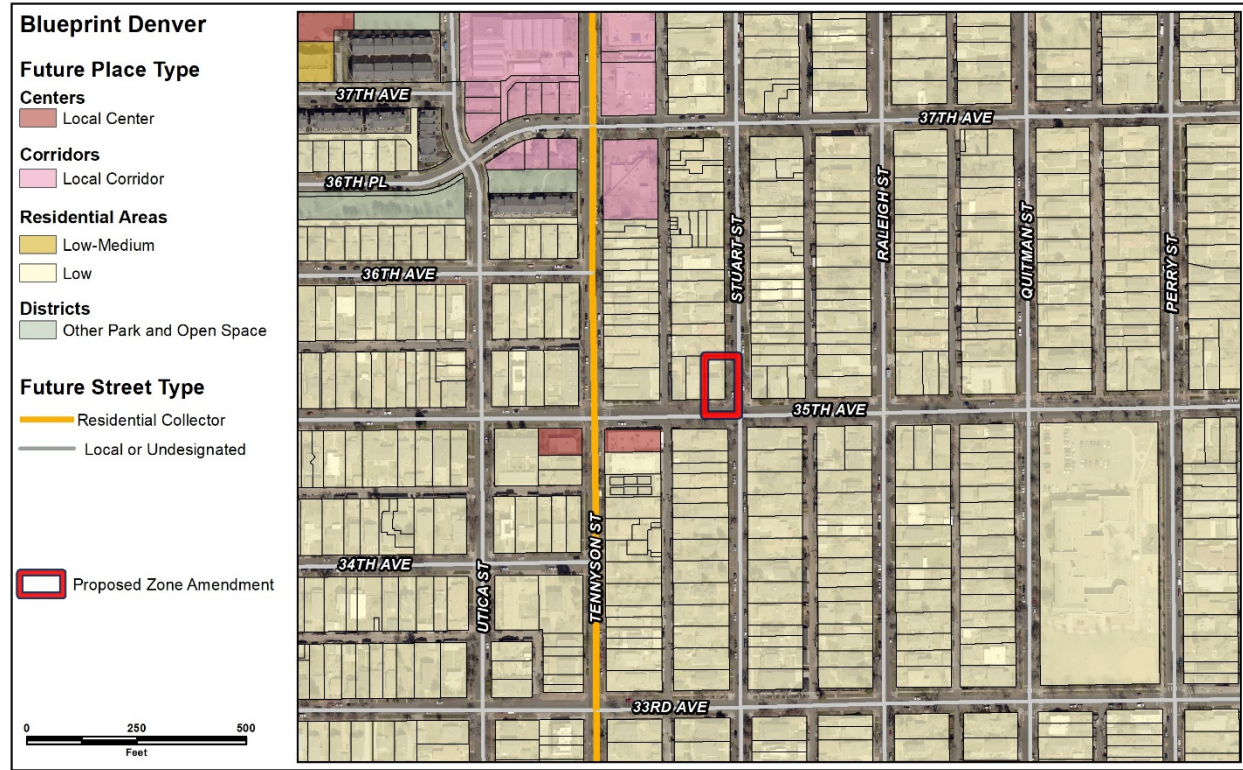 Blueprint Denver
Future Place Type
Centers
Local Center
Corridors
Local Corridor
Residential Areas
Low-Medium
Low
Districts
Other Park and Open Space
Future Street Type
Residential Collector
Local or Undesignated
Proposed Zone Amendment
0 250 500
Feet
37TH AVE
37TH AVE
36TH PL
36TH AVE
STUART ST
RALEIGH ST
QUITMAN ST
PERRY ST
35TH AVE
34TH AVE
UTICA ST
TENNYSON ST
33RD AVE